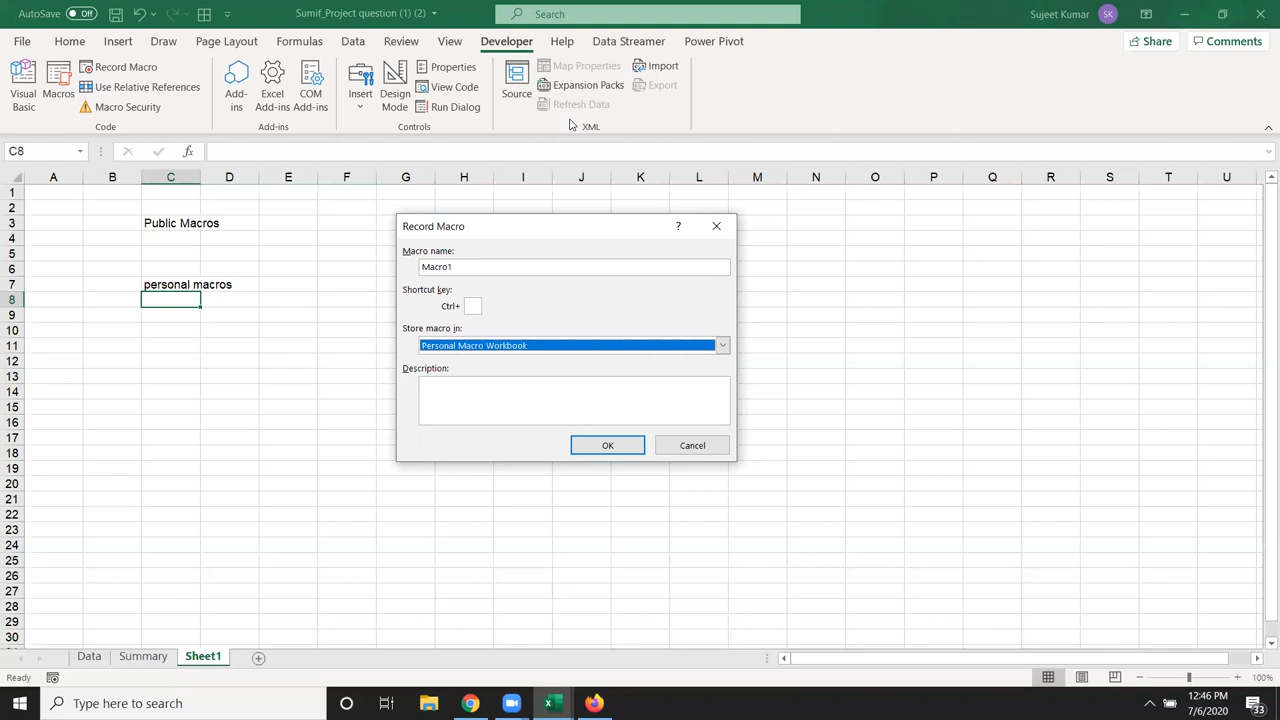 AutoSave Off Sumif_Project question (1) (2) Search Sujeet Kumar SK
File Home Insert Draw Page Layout Formulas Data Review View Developer Help Data Streamer Power Pivot Share Comments
Visual Basic
Macros
Record Macro
Use Relative References
Macro Security
Code
Add-ins
Excel Add-ins
COM Add-ins
Add-ins
Insert
Design Mode
Properties
View Code
Run Dialog
Controls
Source
Map Properties
Expansion Packs
Refresh Data
Import
Export
XML
C8 fx
A B C D E F G H I J K L M N O P Q R S T U
1
2
3 Public Macros
4
5
6
7 personal macros
8
9
10
11
12
13
14
15
16
17
18
19
20
21
22
23
24
25
26
27
28
29
30
Record Macro ?
Macro name:
Macro1
Shortcut key:
Ctrl+
Store macro in:
Personal Macro Workbook
Description:
OK Cancel
Data Summary Sheet1
Ready 100%
Type here to search
12:46 PM
7/6/2020
33